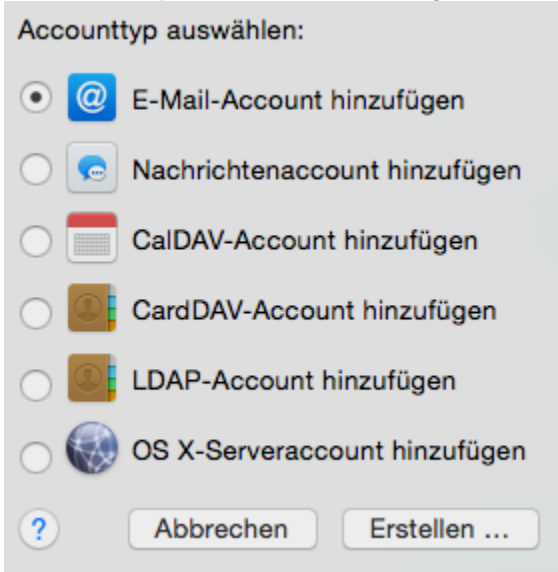 Accounttyp auswählen:
@ E-Mail-Account hinzufügen
Nachrichtenaccount hinzufügen
CalDAV-Account hinzufügen
CardDAV-Account hinzufügen
LDAP-Account hinzufügen
OS X-Serveraccount hinzufügen
? Abbrechen Erstellen ...